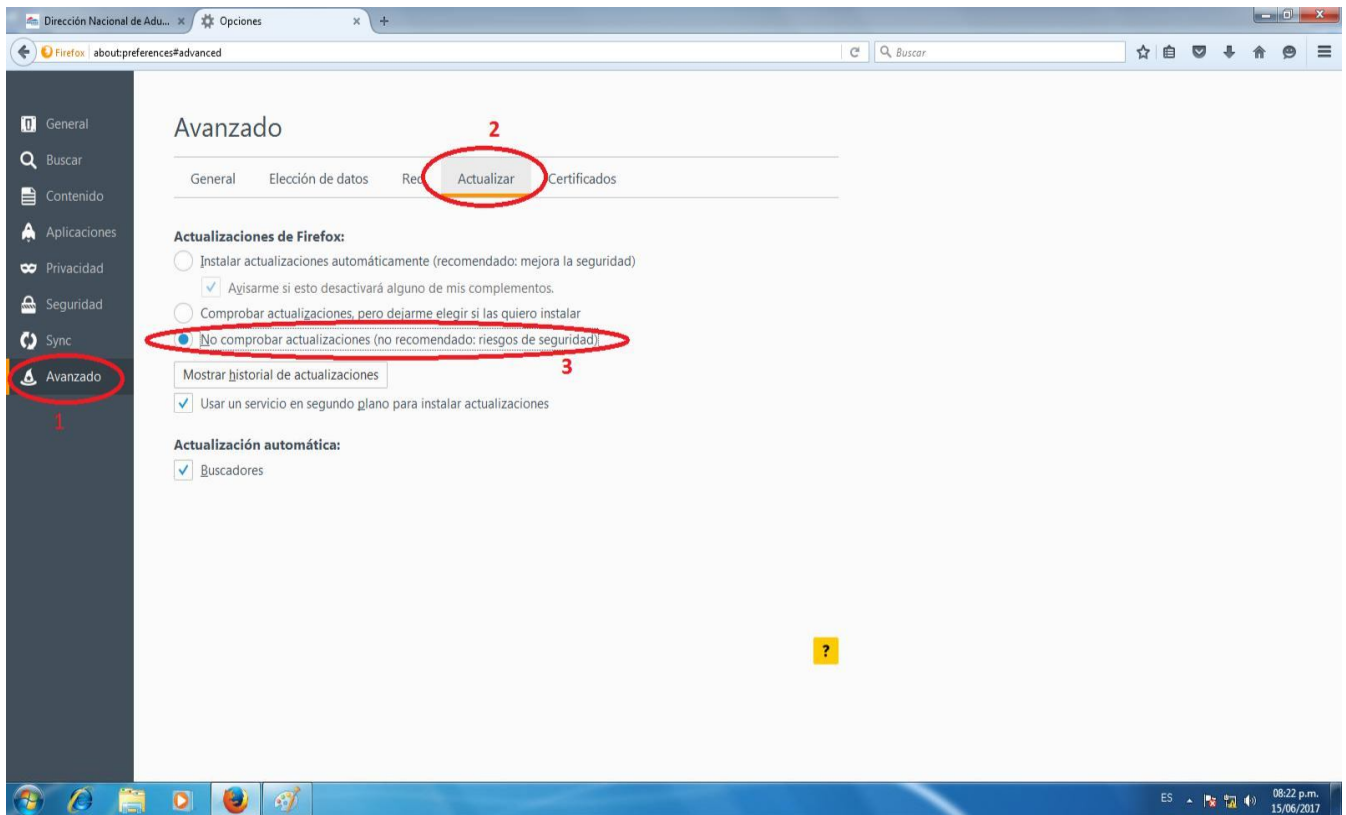 Dirección Nacional de Adu... × Opciones × +
Firefox about:preferences#advanced Buscar
General
Buscar
Contenido
Aplicaciones
Privacidad
Seguridad
Sync
Avanzado
1
Avanzado
2
General Elección de datos Red Actualizar Certificados
Actualizaciones de Firefox:
Instalar actualizaciones automáticamente (recomendado: mejora la seguridad)
Avisarme si esto desactivará alguno de mis complementos.
Comprobar actualizaciones, pero dejarme elegir si las quiero instalar
No comprobar actualizaciones (no recomendado: riesgos de seguridad)
3
Mostrar historial de actualizaciones
Usar un servicio en segundo plano para instalar actualizaciones
Actualización automática:
Buscadores
?
ES 08:22 p.m.
15/06/2017